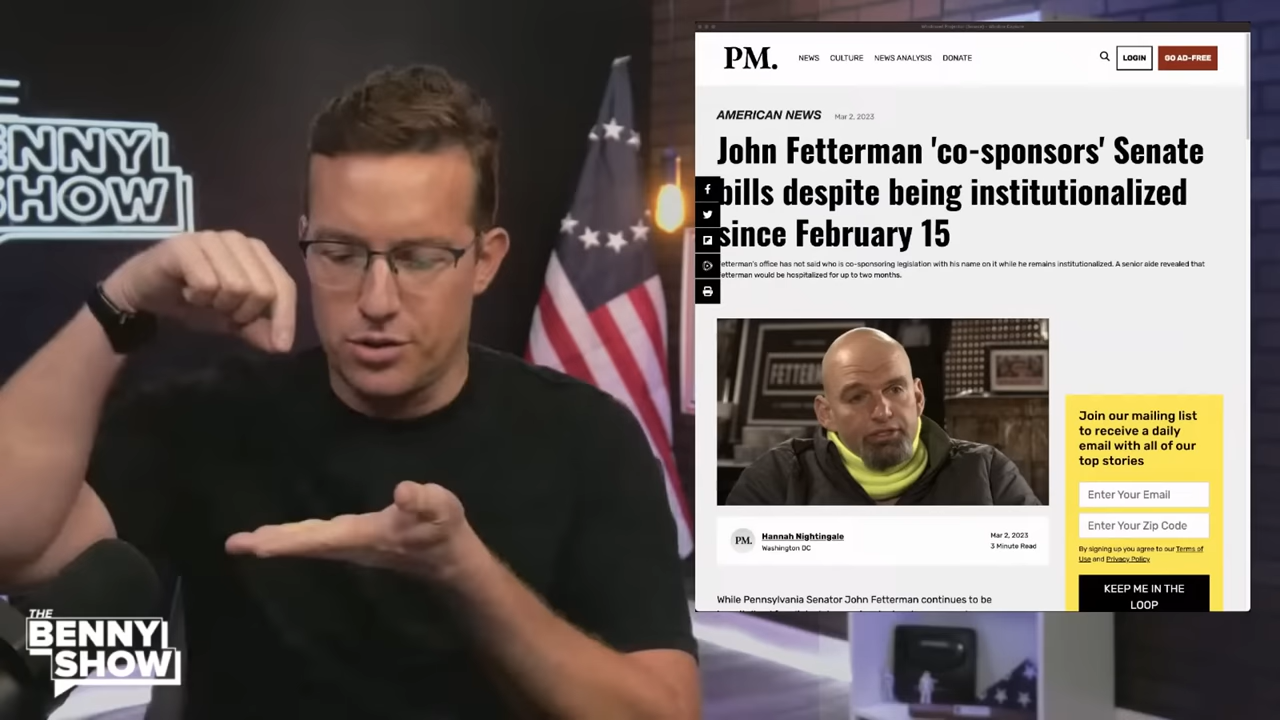 ENNY
SHOW
THE
BENNY
SHOW
PM.
NEWS
CULTURE
NEWS ANALYSIS
DONATE
LOGIN
GO AD-FREE
AMERICAN NEWS
Mar 2, 2023
John Fetterman 'co-sponsors' Senate
bills despite being institutionalized
since February 15
etterman's office has not said who is co-sponsoring legislation with his name on it while he remains institutionalized. A senior aide revealed that
etterman would be hospitalized for up to two months.
FETTER
PM.
Hannah Nightingale
Washington DC
Mar 2, 2023
3 Minute Read
While Pennsylvania Senator John Fetterman continues to be
Join our mailing list
to receive a daily
email with all of our
top stories
Enter Your Email
Enter Your Zip Code
By signing up you agree to our Terms of
Use and Privacy Policy
KEEP ME IN THE
LOOP